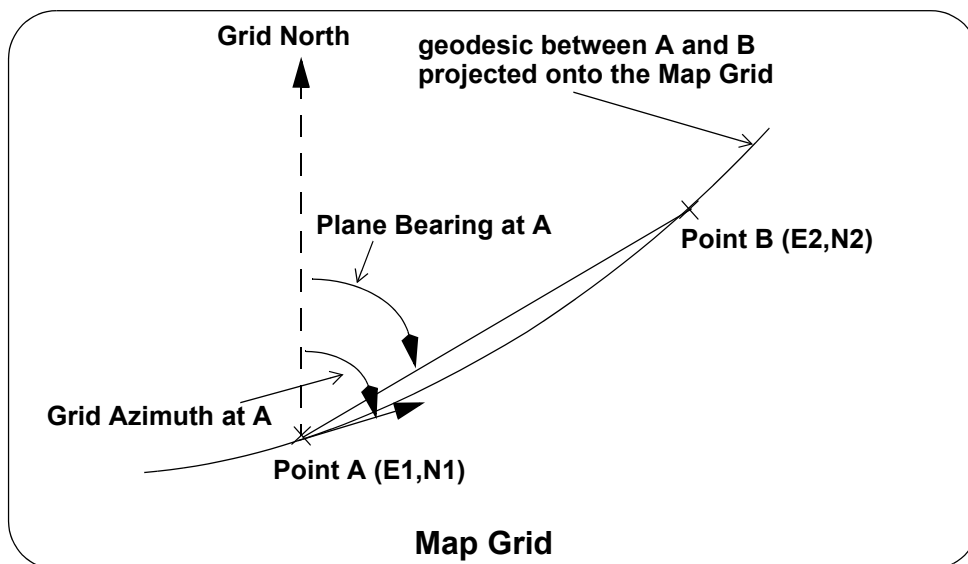 Grid North
geodesic between A and B
projected onto the Map Grid
Plane Bearing at A
Point B (E2,N2)
Grid Azimuth at A
Point A (E1,N1)
Map Grid